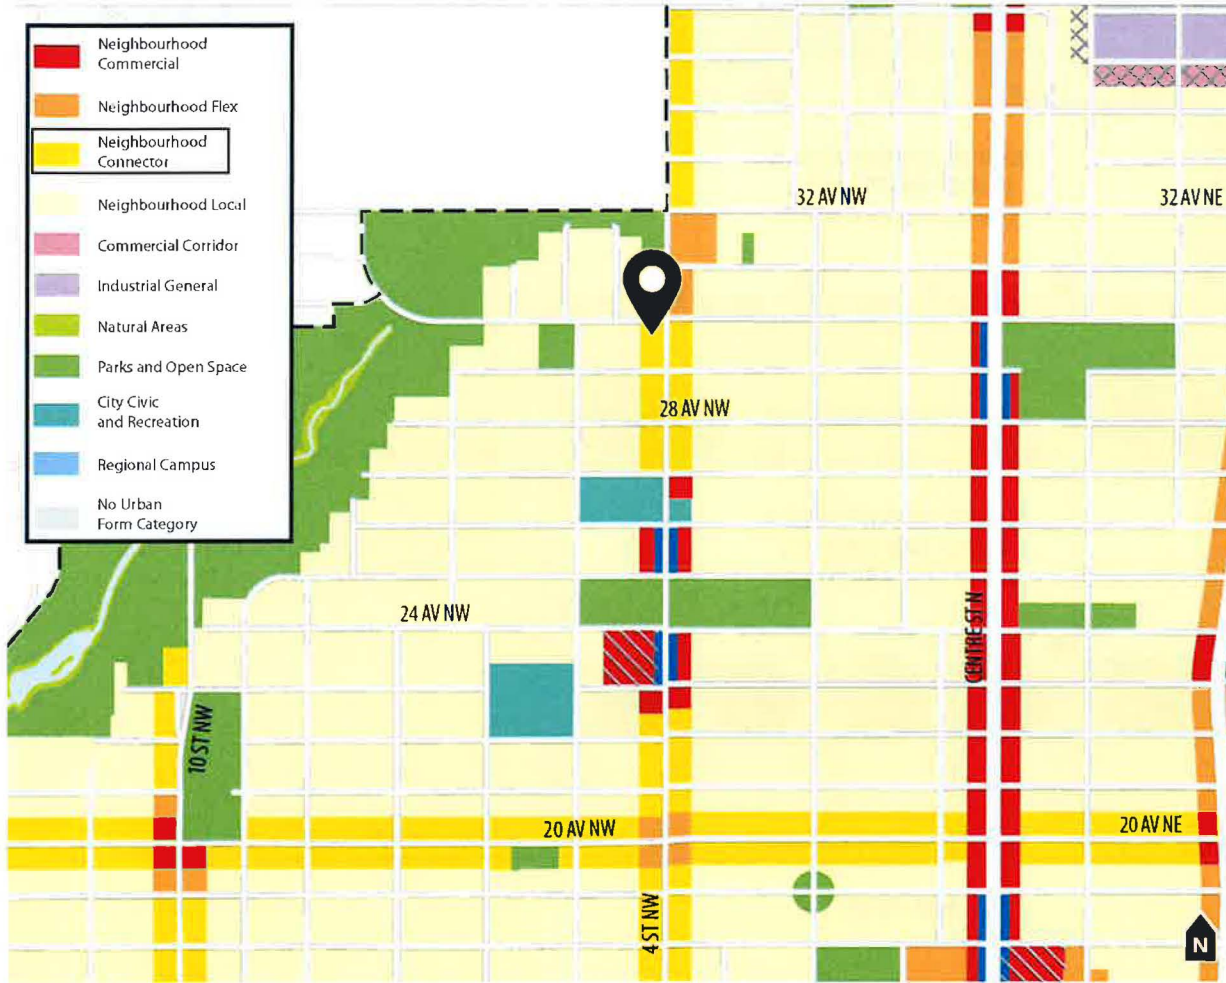 Neighbourhood
Commercial
Neighbourhood Flex
Neighbourhood
Connector
Neighbourhood Local
Commercial Corridor
Industrial General
Natural Areas
Parks and Open Space
City Civic
and Recreation
Regional Campus
No Urban
Form Category
32 AV NW
32 AV NE
28 AV NW
24 AV NW
CENTRE ST N
10 ST NW
20 AV NW
20 AV NE
4 ST NW
N